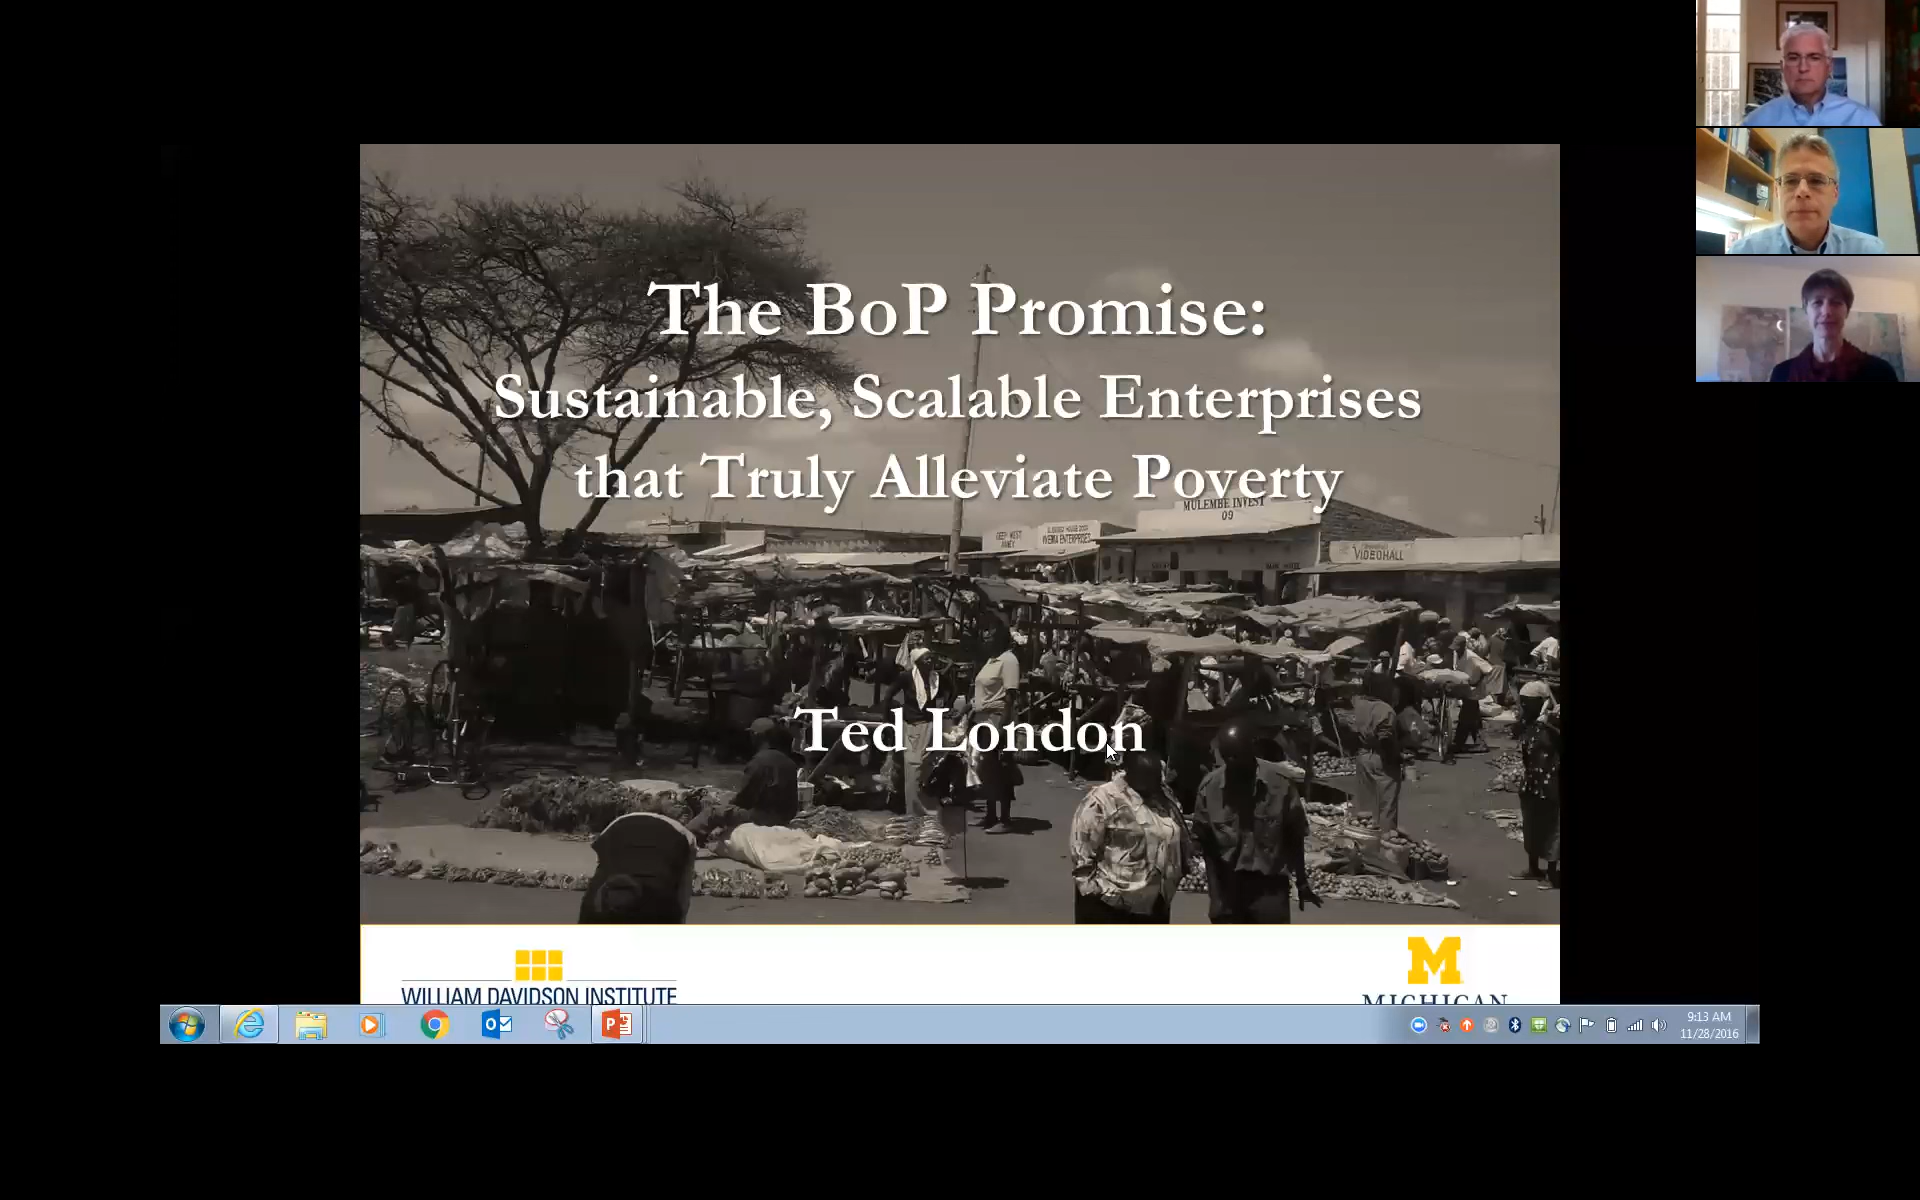 The BoP Promise:
Sustainable, Scalable Enterprises
that Truly Alleviate Poverty
MULEMBE INVEST
09
VIDEOHALL
Ted London
WILLIAM DAVIDSON INSTITUTE
M
MICHIGAN
9:13 AM
11/28/2016